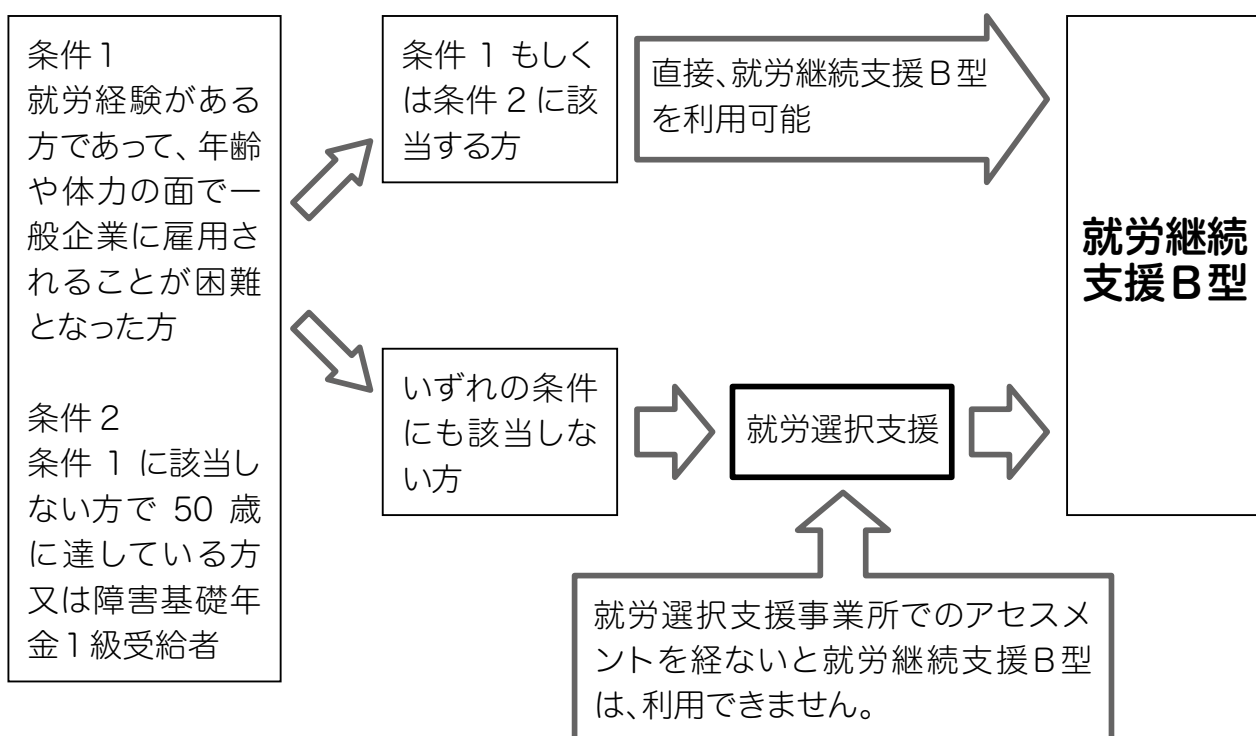 条件1
就労経験がある
方であって、年齢
や体力の面で一
般企業に雇用さ
れることが困難
となった方
条件2
条件 1 に該当し
ない方で 50 歳
に達している方
又は障害基礎年
金1級受給者
条件 1 もしく
は条件2に該
当する方
直接、就労継続支援B型
を利用可能
いずれの条件
にも該当しな
い方
就労選択支援
就労継続
支援B型
就労選択支援事業所でのアセスメ
ントを経ないと就労継続支援B型
は、利用できません。